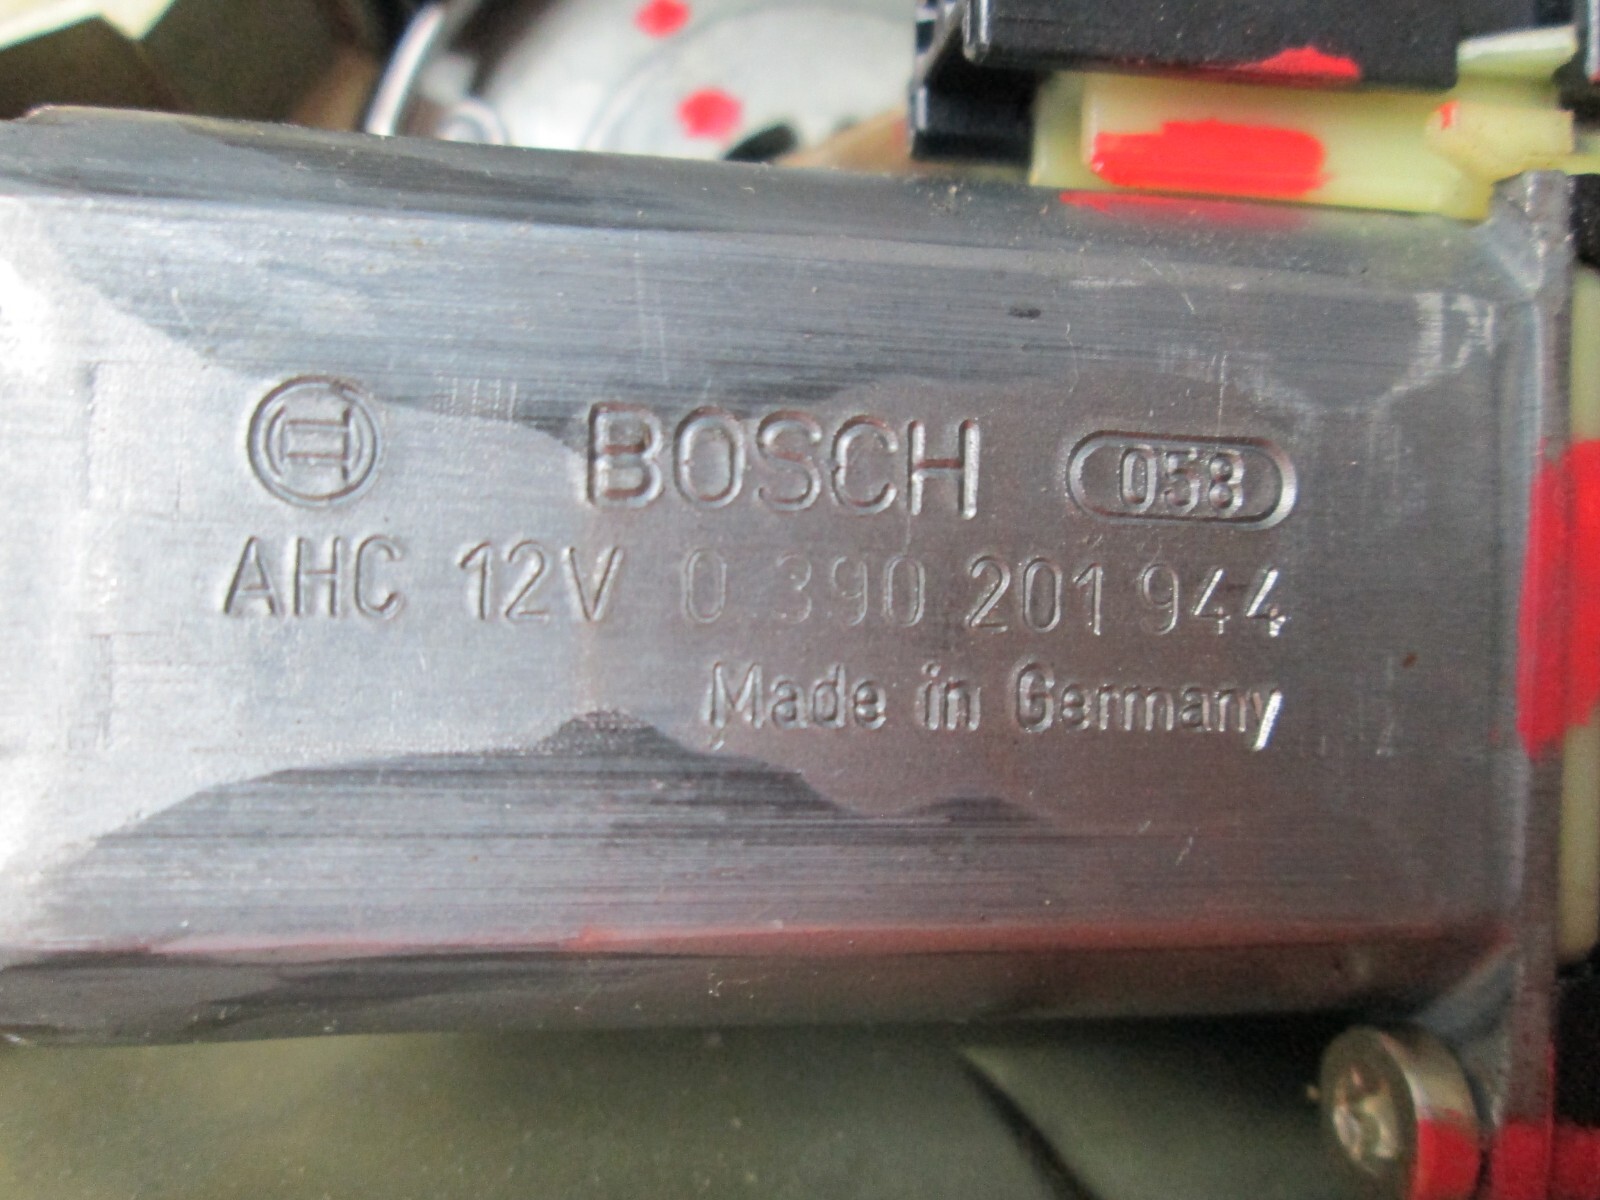 BOSCH 058
AHC 12V 0 390 201 944
Made in Germany